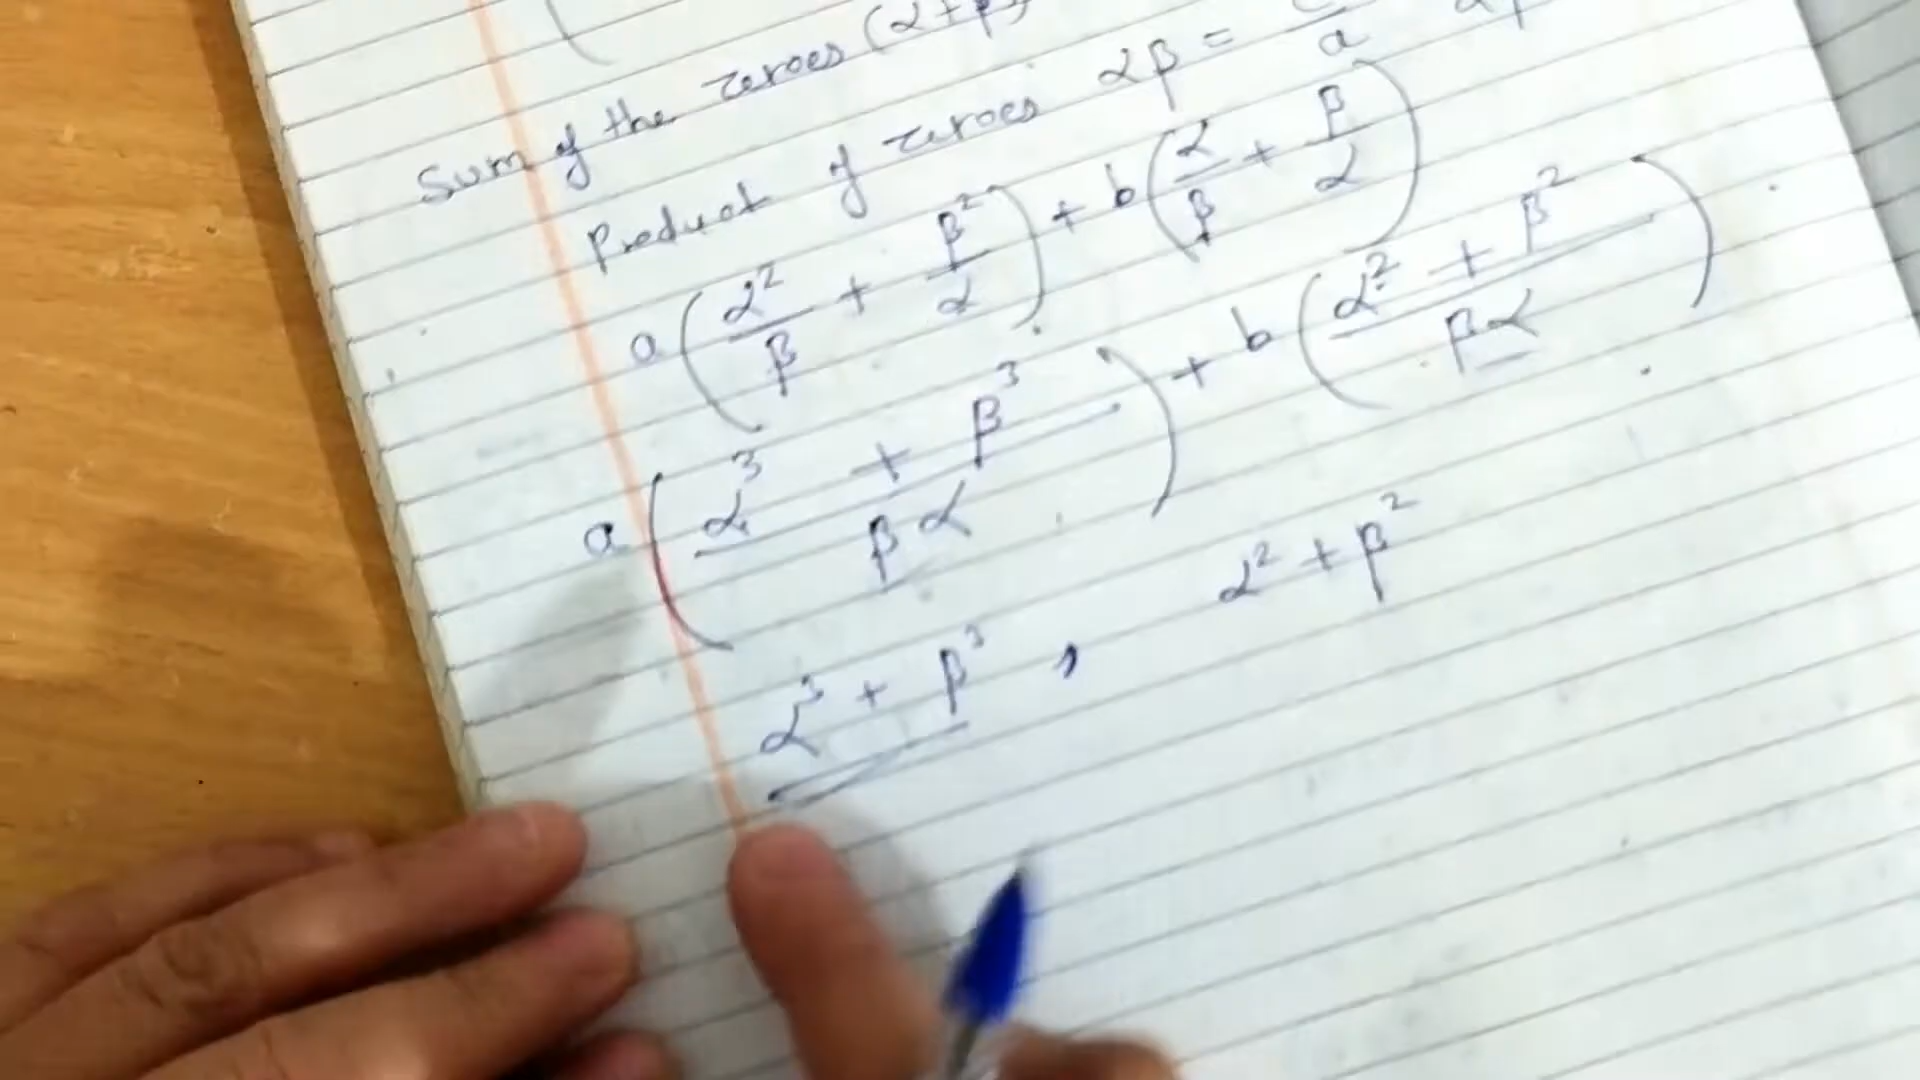 Sum of the zeroes (α+β)
Product of zeroes αβ = c/a αβ
a(α²/β + β²/α) + b(α/β + β/α)
a(α³ + β³/βα) + b(α² + β²/βα)
α³ + β³ , α² + β²